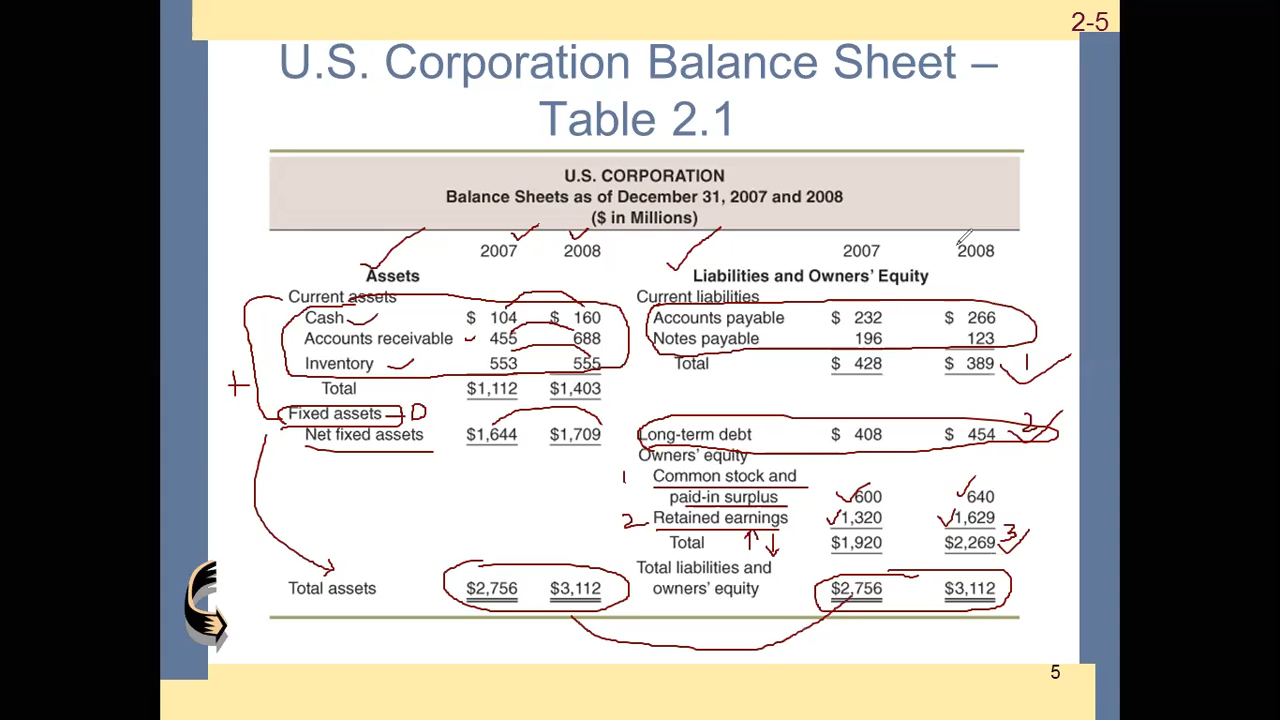 2-5
U.S. Corporation Balance Sheet –
Table 2.1
U.S. CORPORATION
Balance Sheets as of December 31, 2007 and 2008
($ in Millions)
2007 2008 2007 2008
Assets Liabilities and Owners’ Equity
Current assets Current liabilities
Cash $ 104 $ 160 Accounts payable $ 232 $ 266
Accounts receivable 455 688 Notes payable 196 123
Inventory 553 555 Total $ 428 $ 389 1
Total $1,112 $1,403
+
Fixed assets – D
Net fixed assets $1,644 $1,709 Long-term debt $ 408 $ 454 2
Owners’ equity
1 Common stock and
paid-in surplus 600 640
2 Retained earnings 1,320 1,629
Total $1,920 $2,269 3
Total liabilities and
Total assets $2,756 $3,112 owners’ equity $2,756 $3,112
5